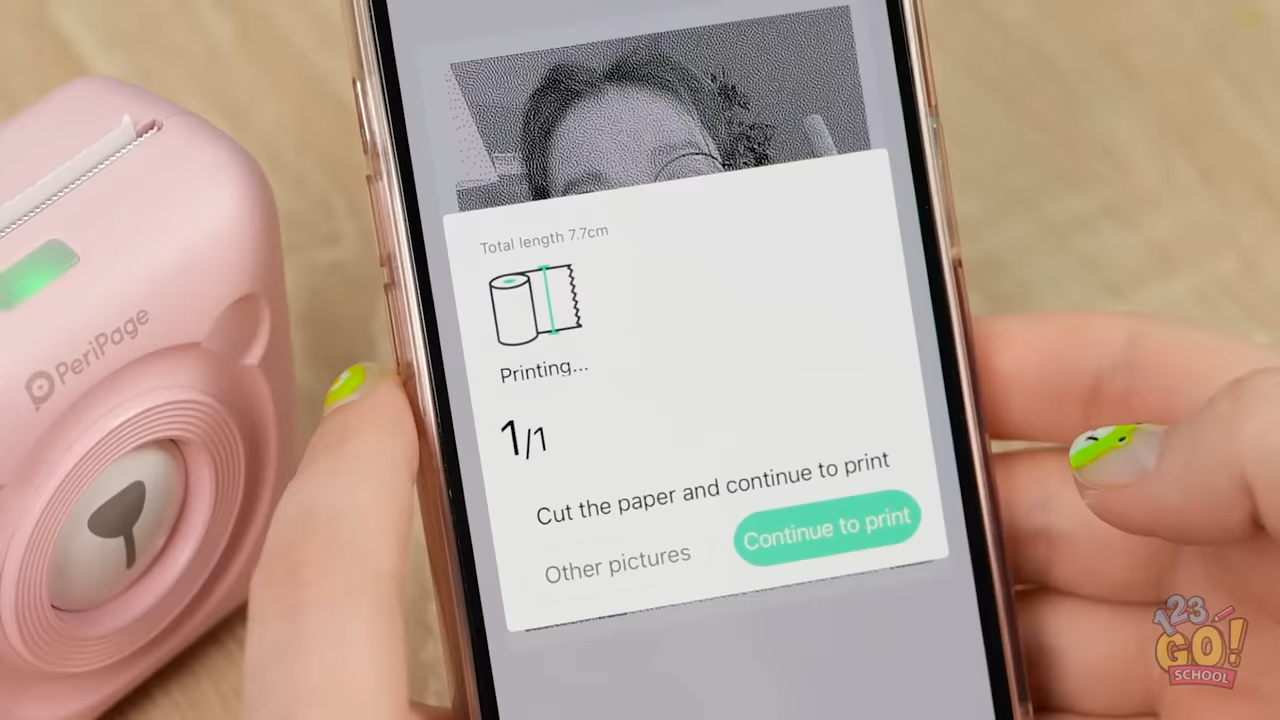 PeriPage
Total length 7.7cm
Printing...
1/1
Cut the paper and continue to print
Other pictures
Continue to print
123
GO!
SCHOOL